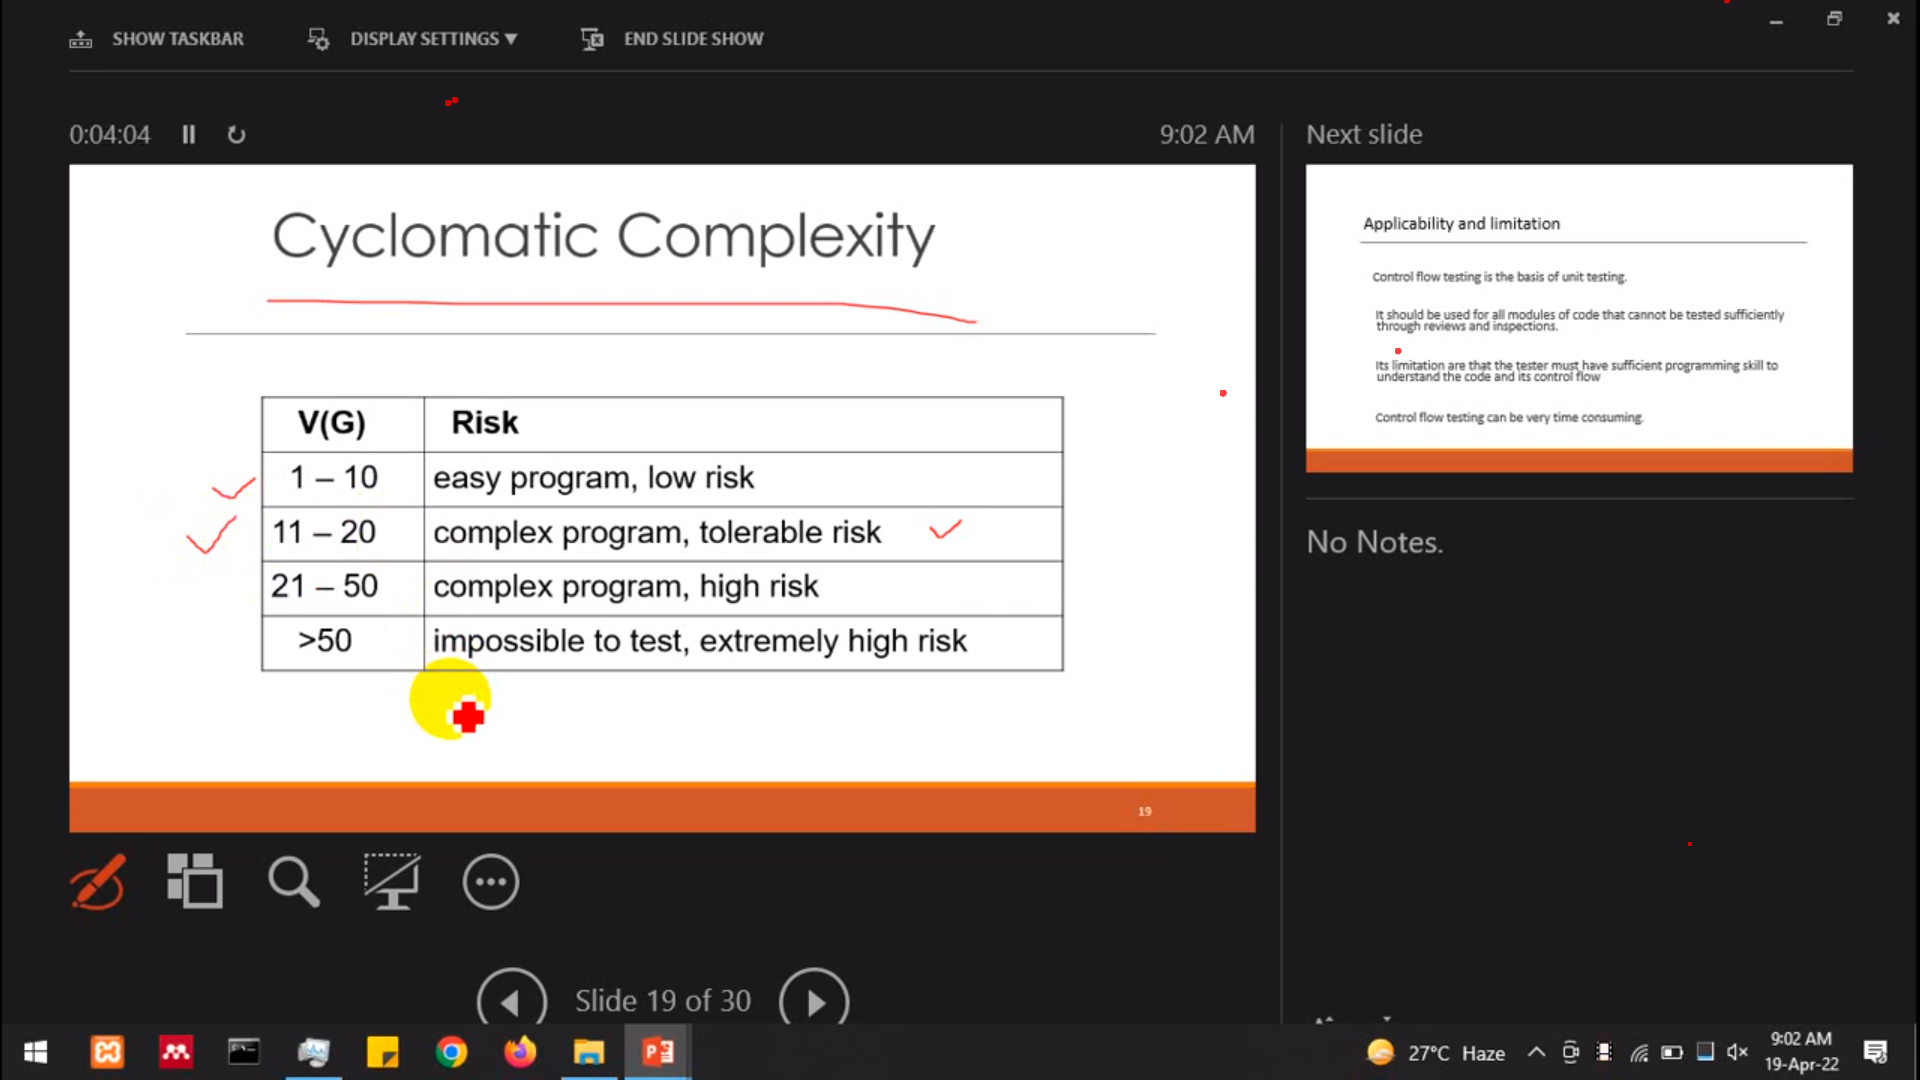 SHOW TASKBAR
DISPLAY SETTINGS
END SLIDE SHOW
0:04:04
9:02 AM
Next slide
Cyclomatic Complexity
V(G) Risk
1 – 10 easy program, low risk
11 – 20 complex program, tolerable risk
21 – 50 complex program, high risk
>50 impossible to test, extremely high risk
19
Applicability and limitation
Control flow testing is the basis of unit testing.
It should be used for all modules of code that cannot be tested sufficiently
through reviews and inspections.
Its limitation are that the tester must have sufficient programming skill to
understand the code and its control flow
Control flow testing can be very time consuming.
No Notes.
Slide 19 of 30
27°C Haze
9:02 AM
19-Apr-22